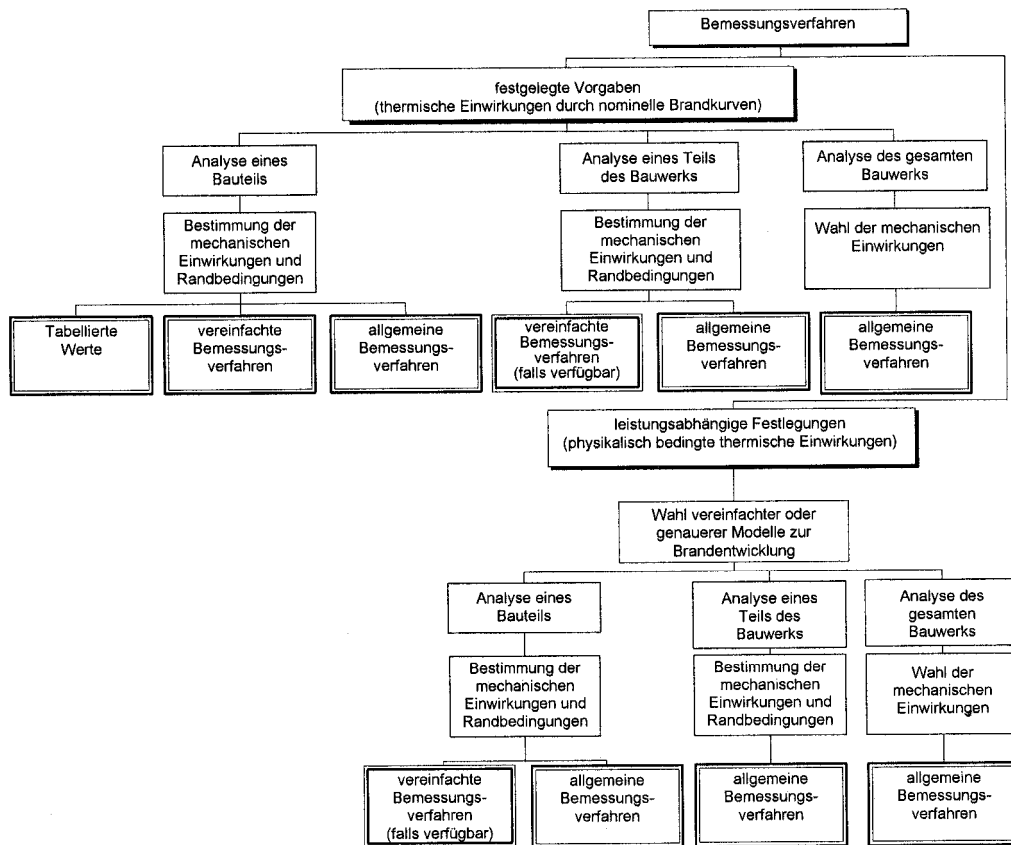 Bemessungsverfahren
festgelegte Vorgaben
(thermische Einwirkungen durch nominelle Brandkurven)
Analyse eines
Bauteils
Analyse eines Teils
des Bauwerks
Analyse des gesamten
Bauwerks
Bestimmung der
mechanischen
Einwirkungen und
Randbedingungen
Bestimmung der
mechanischen
Einwirkungen und
Randbedingungen
Wahl der mechanischen
Einwirkungen
Tabellierte
Werte
vereinfachte
Bemessungs-
verfahren
allgemeine
Bemessungs-
verfahren
vereinfachte
Bemessungs-
verfahren
(falls verfügbar)
allgemeine
Bemessungs-
verfahren
allgemeine
Bemessungs-
verfahren
leistungsabhängige Festlegungen
(physikalisch bedingte thermische Einwirkungen)
Wahl vereinfachter oder
genauerer Modelle zur
Brandentwicklung
Analyse eines
Bauteils
Analyse eines
Teils des
Bauwerks
Analyse des
gesamten
Bauwerks
Bestimmung der
mechanischen
Einwirkungen und
Randbedingungen
Bestimmung der
mechanischen
Einwirkungen und
Randbedingungen
Wahl der
mechanischen
Einwirkungen
vereinfachte
Bemessungs-
verfahren
(falls verfügbar)
allgemeine
Bemessungs-
verfahren
allgemeine
Bemessungs-
verfahren
allgemeine
Bemessungs-
verfahren